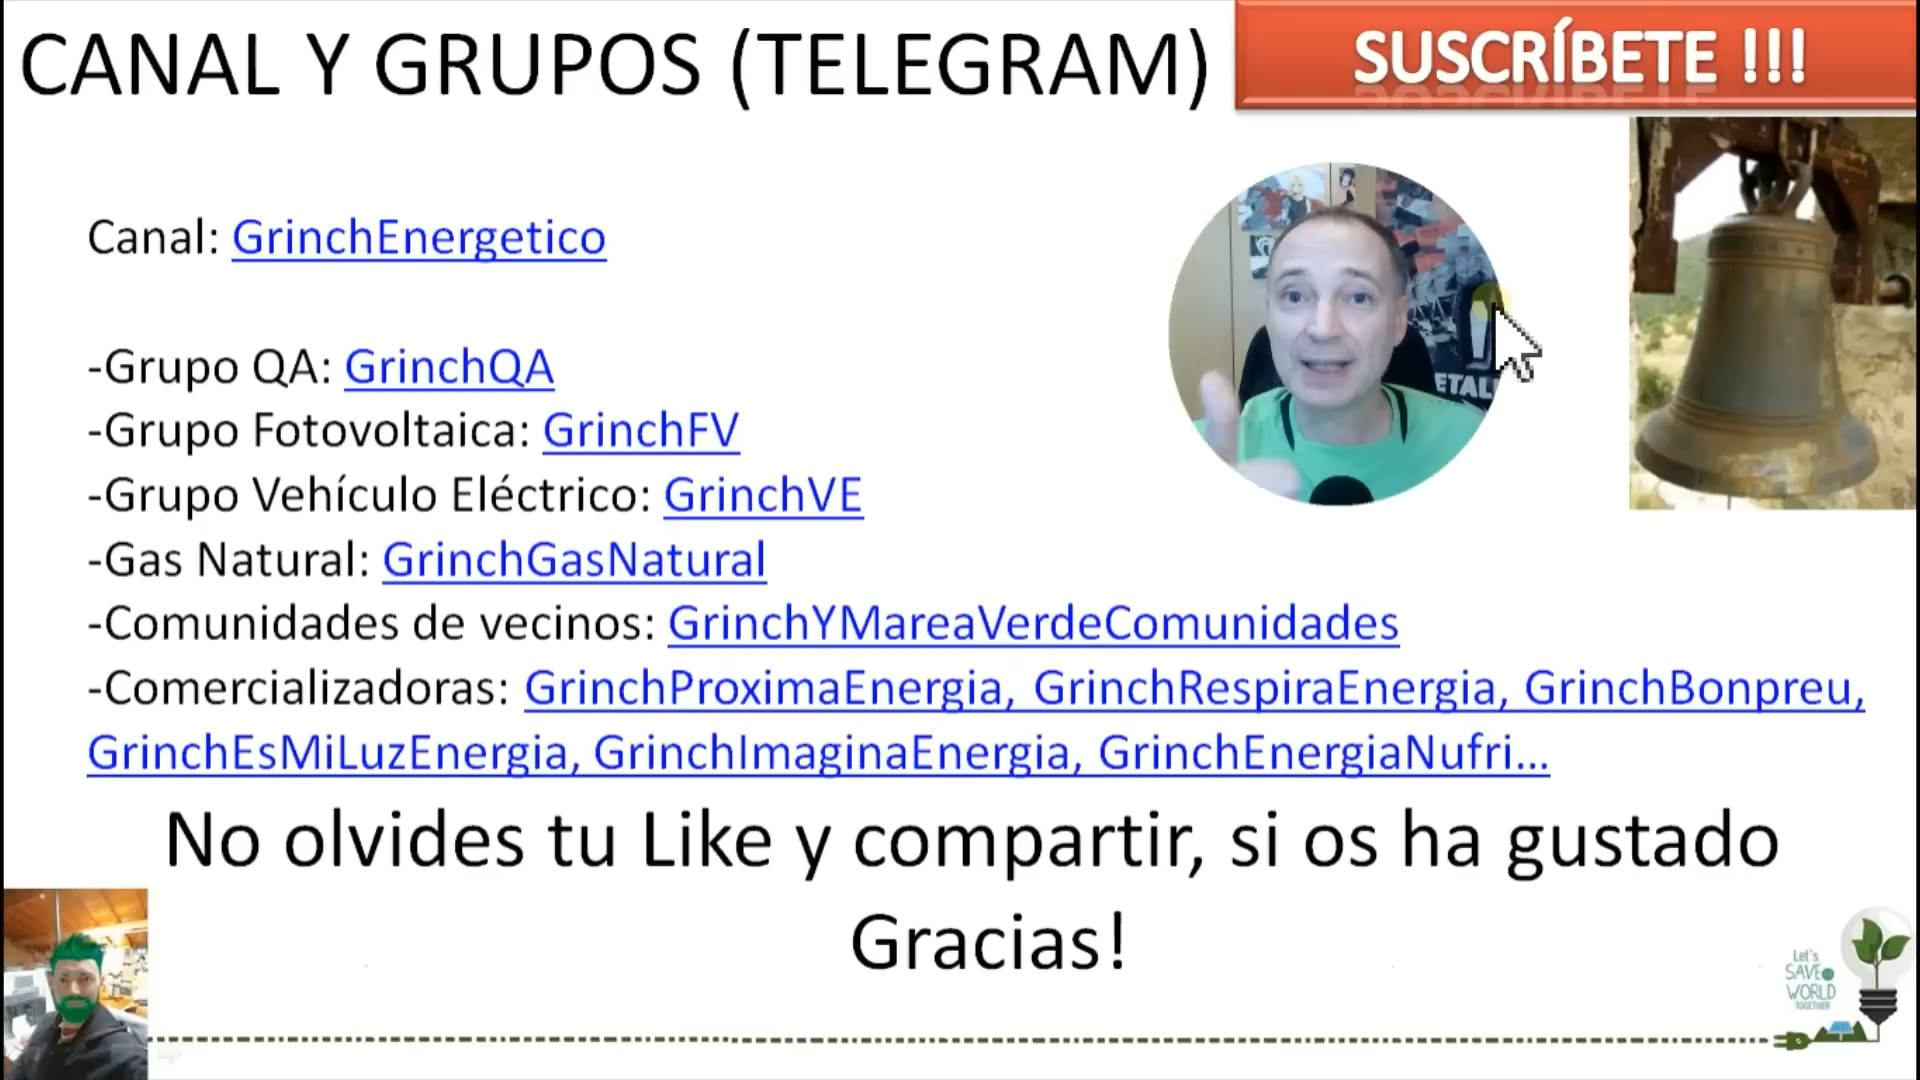 CANAL Y GRUPOS (TELEGRAM)
SUSCRÍBETE !!!
Canal: GrinchEnergetico
-Grupo QA: GrinchQA
-Grupo Fotovoltaica: GrinchFV
-Grupo Vehículo Eléctrico: GrinchVE
-Gas Natural: GrinchGasNatural
-Comunidades de vecinos: GrinchYMareaVerdeComunidades
-Comercializadoras: GrinchProximaEnergia, GrinchRespiraEnergia, GrinchBonpreu,
GrinchEsMiLuzEnergia, GrinchImaginaEnergia, GrinchEnergiaNufri...
ETAL
No olvides tu Like y compartir, si os ha gustado
Gracias!
Let's
SAVE
WORLD
TOGETHER